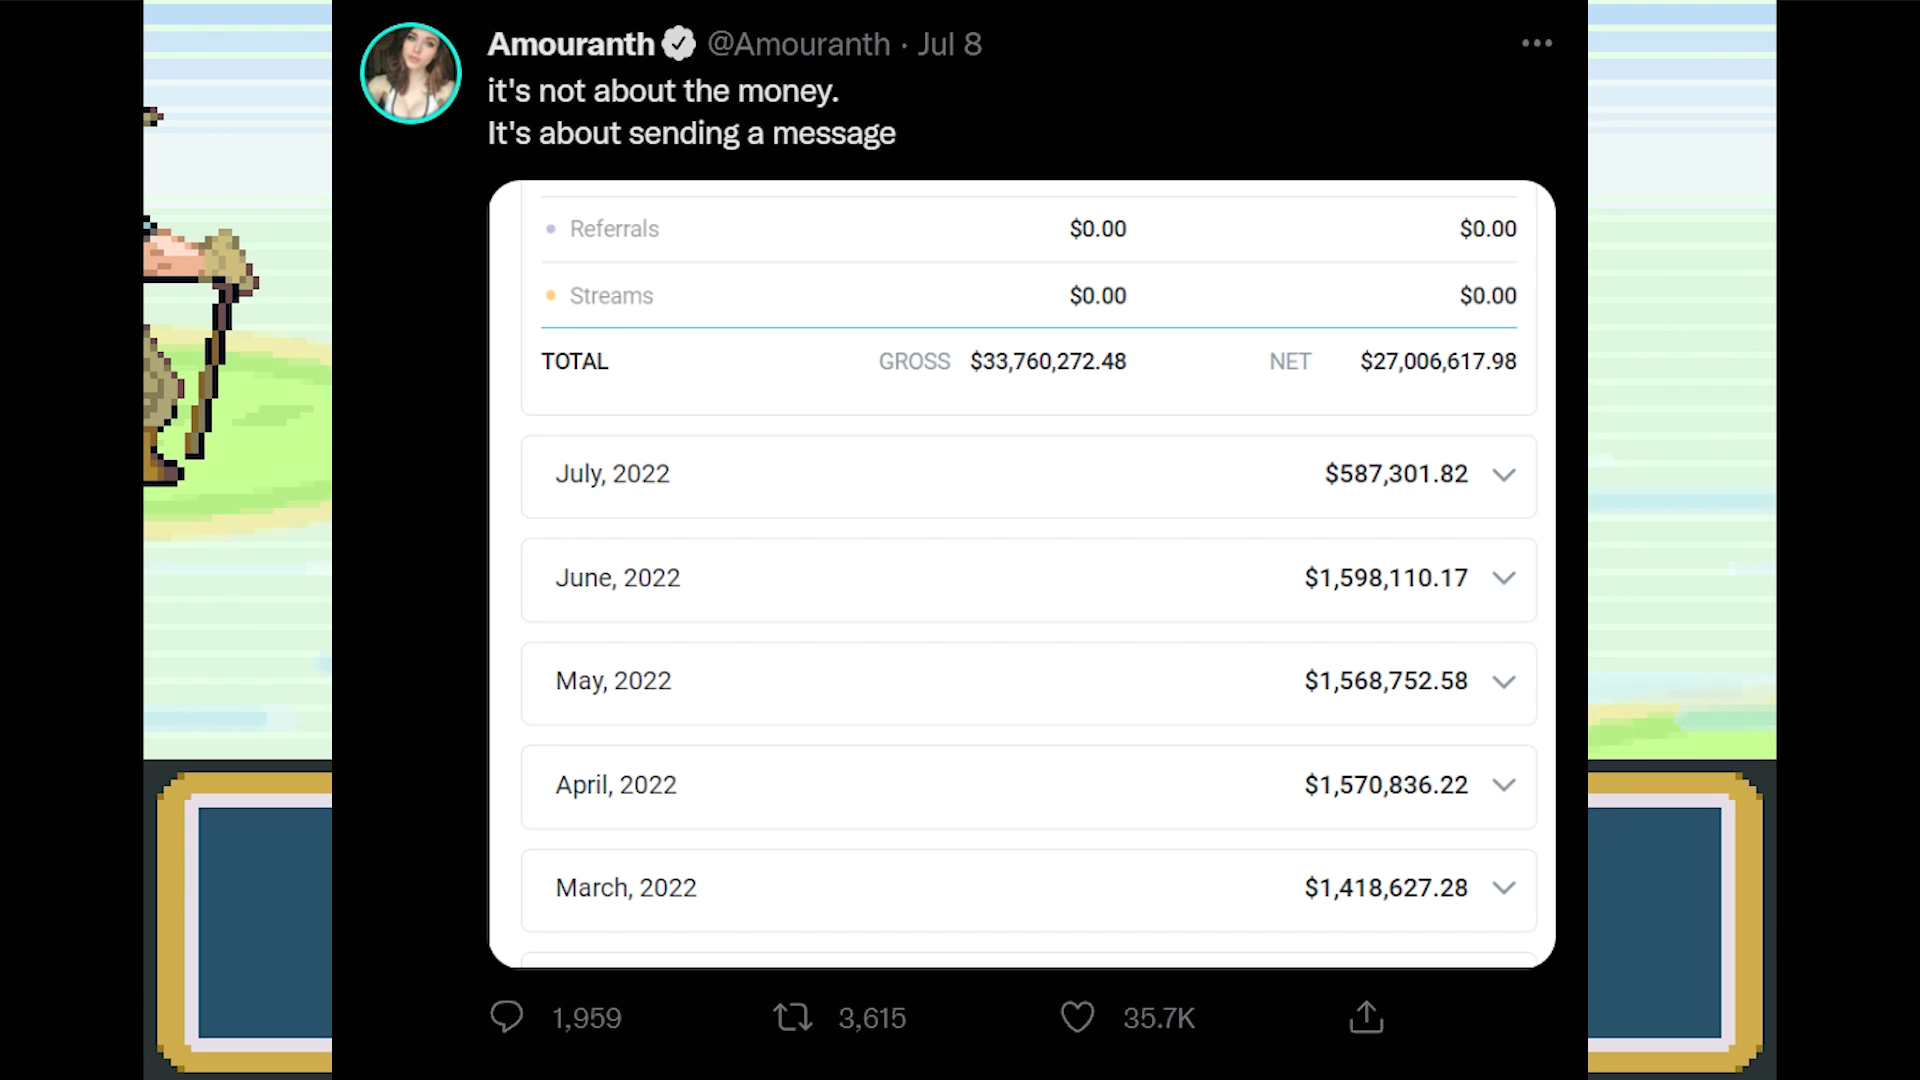 Amouranth @Amouranth · Jul 8
it's not about the money.
It's about sending a message
Referrals $0.00 $0.00
Streams $0.00 $0.00
TOTAL GROSS $33,760,272.48 NET $27,006,617.98
July, 2022 $587,301.82
June, 2022 $1,598,110.17
May, 2022 $1,568,752.58
April, 2022 $1,570,836.22
March, 2022 $1,418,627.28
1,959 3,615 35.7K